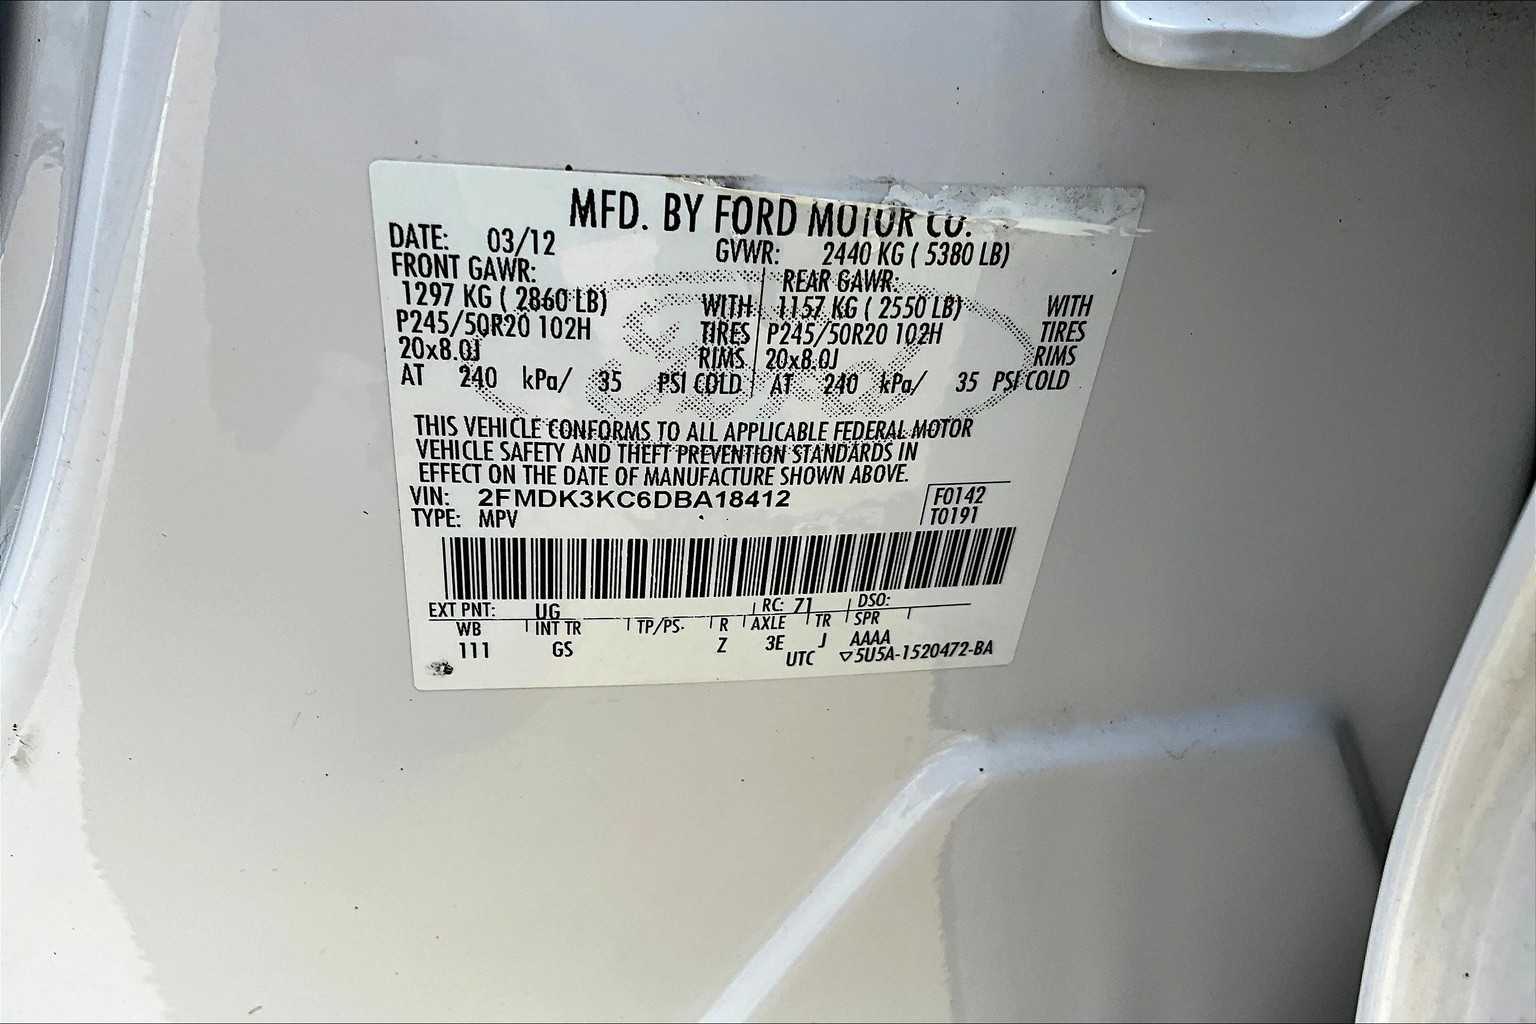 MFD. BY FORD MOTOR CO.
DATE: 03/12 GVWR: 2440 KG ( 5380 LB)
FRONT GAWR: REAR GAWR:
1297 KG ( 2860 LB) WITH 1157 KG ( 2550 LB) WITH
P245/50R20 102H TIRES P245/50R20 102H TIRES
20x8.0J RIMS 20x8.0J RIMS
AT 240 kPa/ 35 PSI COLD AT 240 kPa/ 35 PSI COLD
THIS VEHICLE CONFORMS TO ALL APPLICABLE FEDERAL MOTOR
VEHICLE SAFETY AND THEFT PREVENTION STANDARDS IN
EFFECT ON THE DATE OF MANUFACTURE SHOWN ABOVE.
VIN: 2FMDK3KC6DBA18412 F0142
TYPE: MPV T0191
EXT PNT: UG RC: 71 DSO:
WB INT TR TP/PS R AXLE TR SPR
111 GS Z 3E J AAAA
UTC ▽5U5A-1520472-BA